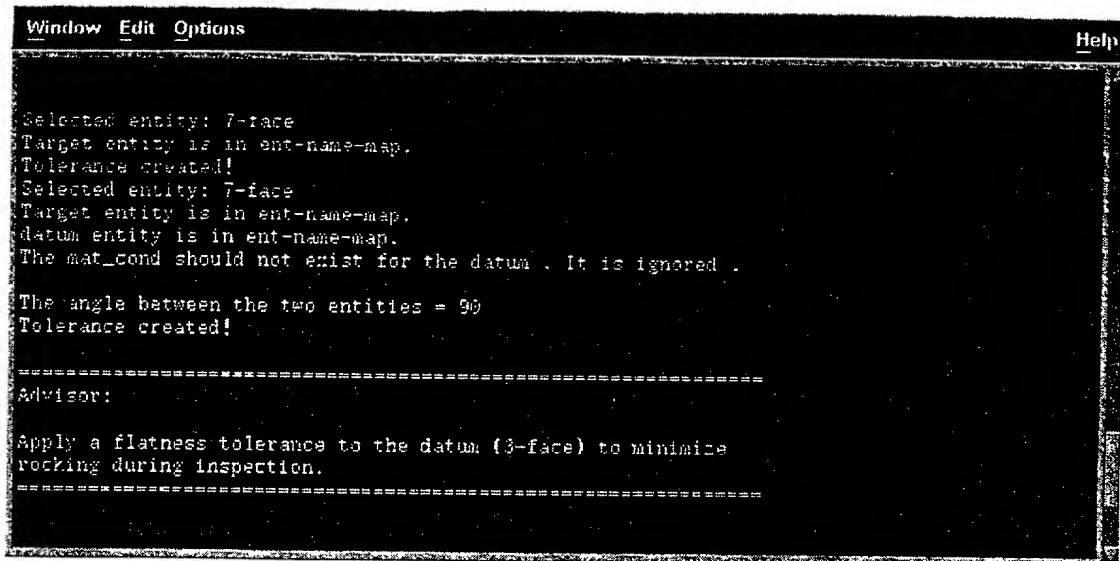 Window Edit Options Help
Selected entity: 7-face
Target entity is in ent-name-map.
Tolerance created!
Selected entity: 7-face
Target entity is in ent-name-map.
datum entity is in ent-name-map.
The mat_cond should not exist for the datum . It is ignored .
The angle between the two entities = 90
Tolerance created!
==============================================================
Advisor:
Apply a flatness tolerance to the datum (3-face) to minimize
rocking during inspection.
==============================================================